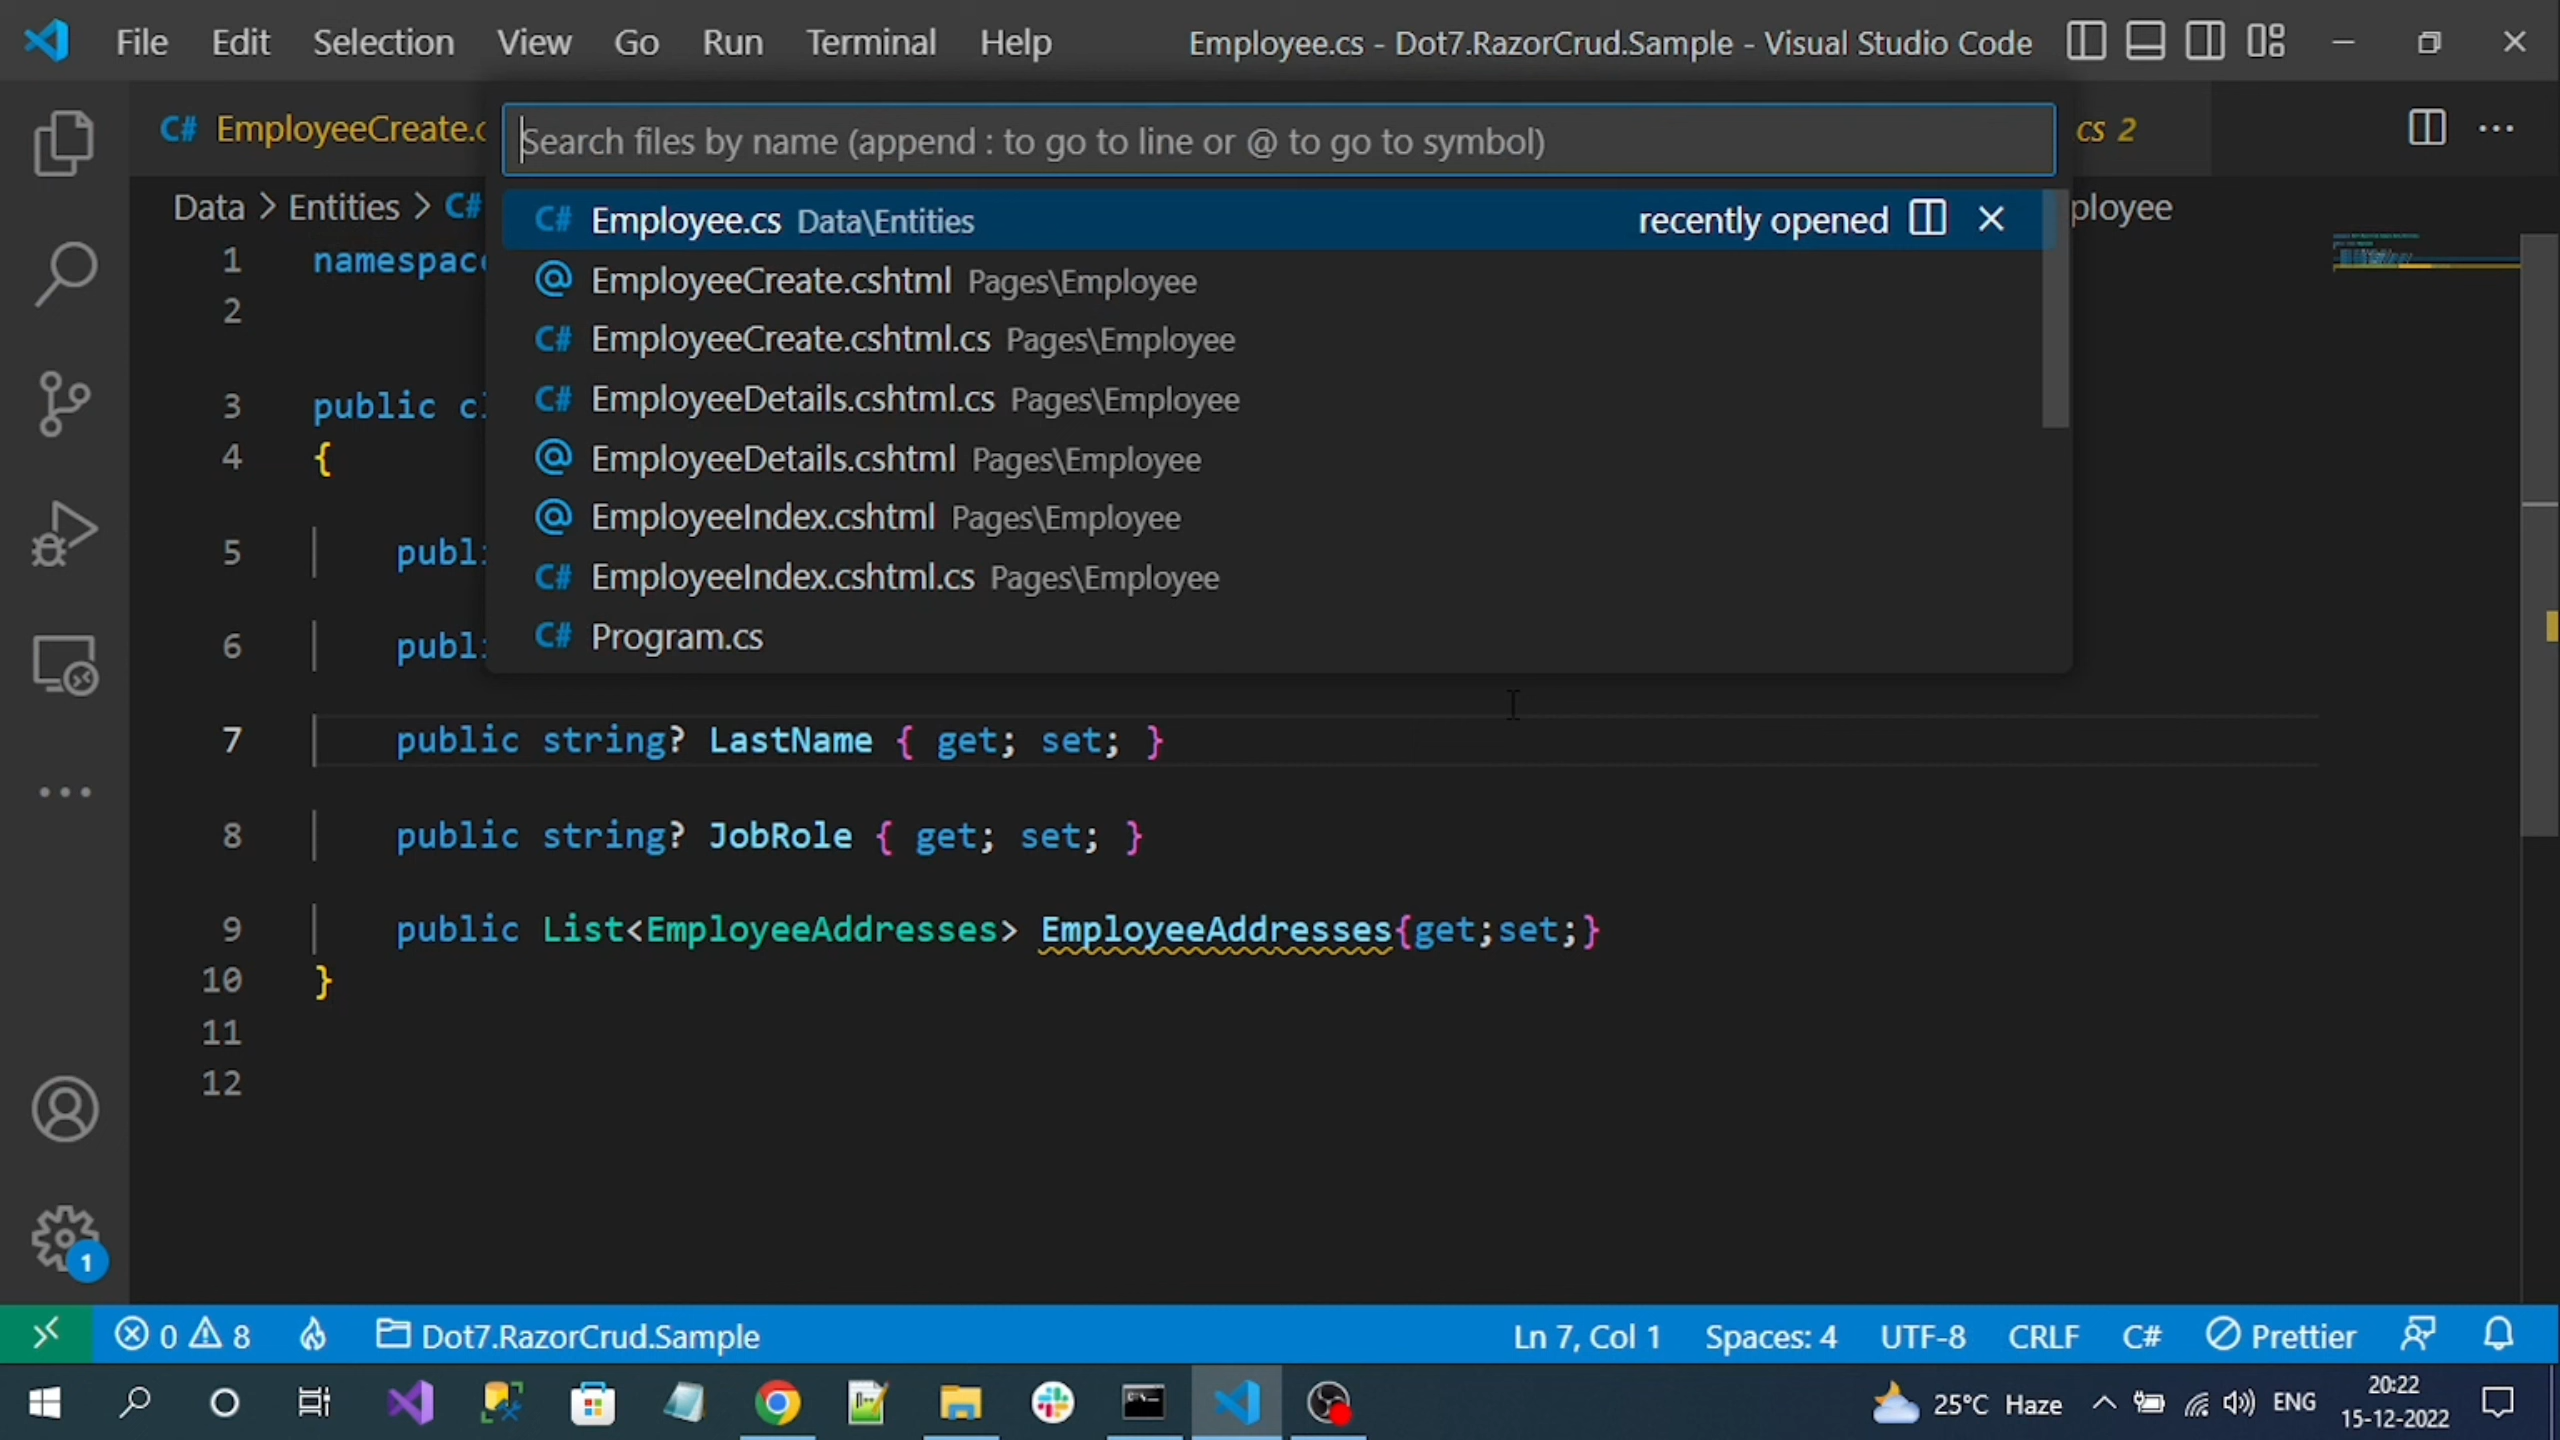 File Edit Selection View Go Run Terminal Help Employee.cs - Dot7.RazorCrud.Sample - Visual Studio Code
C# EmployeeCreate.c
cs 2
Search files by name (append : to go to line or @ to go to symbol)
Data > Entities > C#
ployee
C# Employee.cs Data\Entities recently opened
@ EmployeeCreate.cshtml Pages\Employee
C# EmployeeCreate.cshtml.cs Pages\Employee
C# EmployeeDetails.cshtml.cs Pages\Employee
@ EmployeeDetails.cshtml Pages\Employee
@ EmployeeIndex.cshtml Pages\Employee
C# EmployeeIndex.cshtml.cs Pages\Employee
C# Program.cs
1 namespac
2
3 public cl
4 {
5 publi
6 publi
7 public string? LastName { get; set; }
8 public string? JobRole { get; set; }
9 public List<EmployeeAddresses> EmployeeAddresses{get;set;}
10 }
11
12
1
0 8 Dot7.RazorCrud.Sample Ln 7, Col 1 Spaces: 4 UTF-8 CRLF C# Prettier
25°C Haze ENG 20:22
15-12-2022